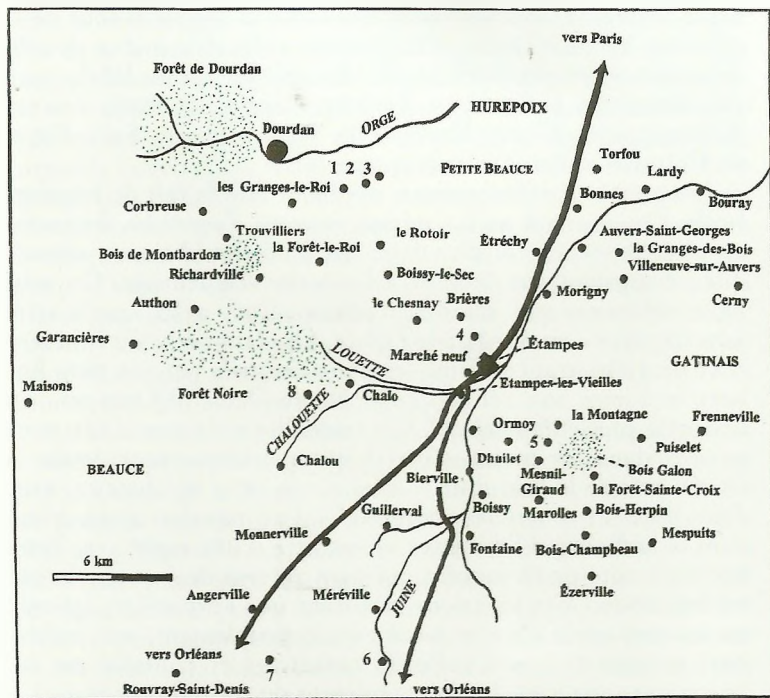 vers Paris
Forêt de Dourdan
HUREPOIX
ORGE
Dourdan
Torfou
PETITE BEAUCE
1 2 3
Lardy
les Granges-le-Roi
Bonnes
Bouray
Corbreuse
Trouvilliers
le Rotoir
Auvers-Saint-Georges
Étréchy
la Granges-des-Bois
Bois de Montbardon
la Forêt-le-Roi
Villeneuve-sur-Auvers
Richardville
Boissy-le-Sec
Morigny
Cerny
Authon
le Chesnay
Brières
4
Garancières
Étampes
LOUETTE
Marché neuf
GATINAIS
Maisons
Forêt Noire
8
Chalo
Etampes-les-Vieilles
CHALOUETTE
Ormoy
la Montagne
Frenneville
5
Puiselet
BEAUCE
Chalou
Dhuilet
Bierville
Mesnil-
Giraud
Bois Galon
la Forêt-Sainte-Croix
Guillerval
Boissy
Marolles
Bois-Herpin
Monnerville
Fontaine
Bois-Champbeau
Mespuits
6 km
Angerville
Méréville
JUINE
Ézerville
vers Orléans
7
6
Rouvray-Saint-Denis
vers Orléans